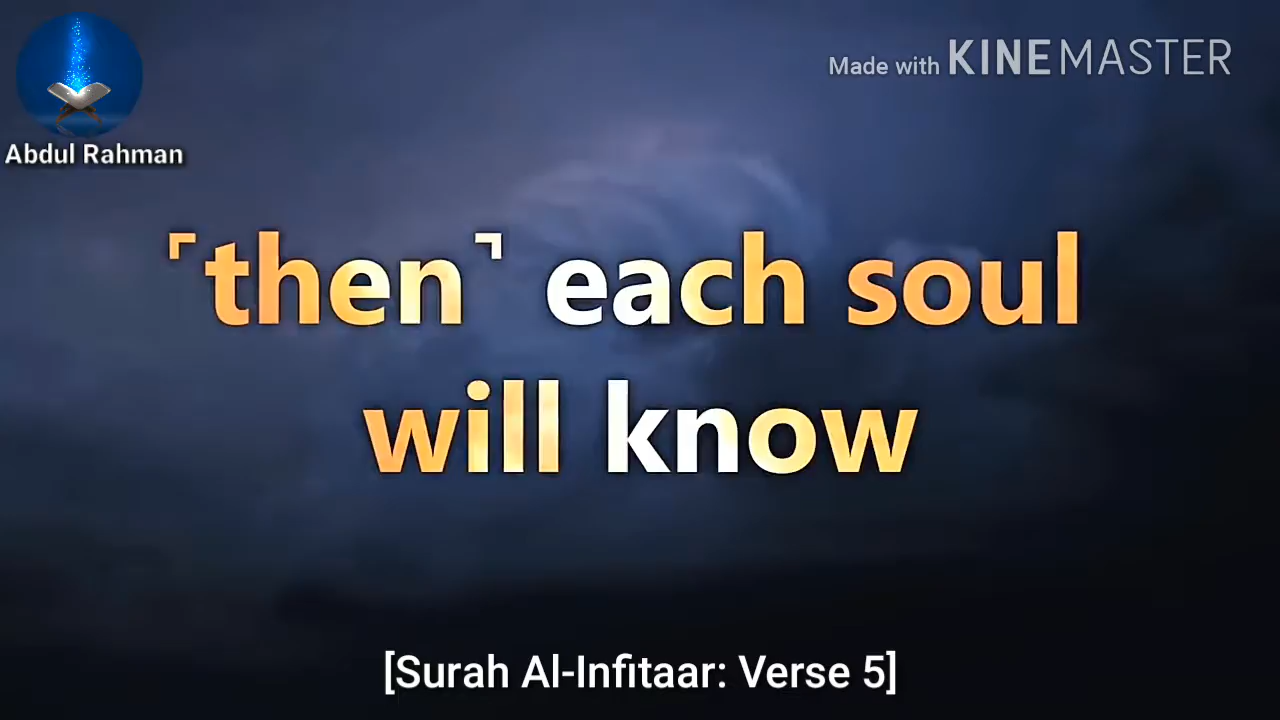 Made with KINEMASTER
Abdul Rahman
⌜then⌝ each soul
will know
[Surah Al-Infitaar: Verse 5]